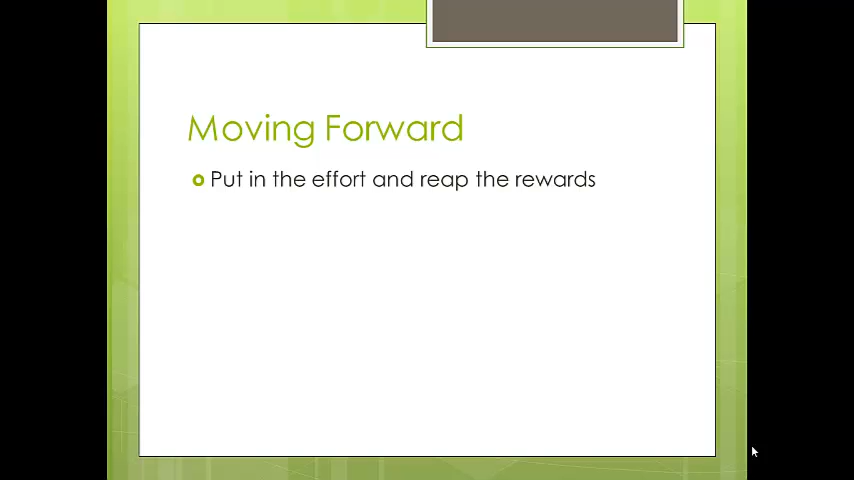 Moving Forward
Put in the effort and reap the rewards